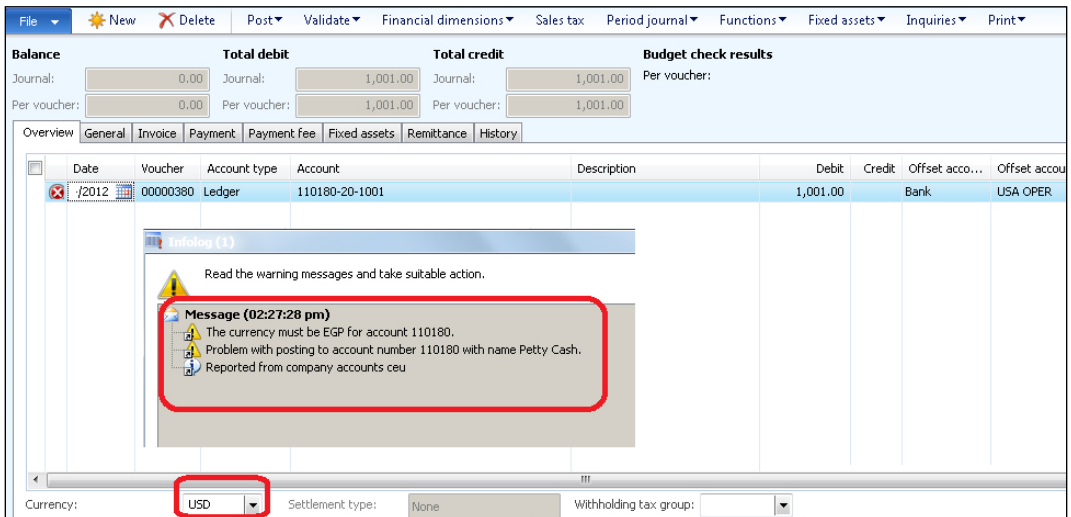 File New Delete Post Validate Financial dimensions Sales tax Period journal Functions Fixed assets Inquiries Print
Balance Total debit Total credit Budget check results
Journal: 0.00 Journal: 1,001.00 Journal: 1,001.00 Per voucher:
Per voucher: 0.00 Per voucher: 1,001.00 Per voucher: 1,001.00
Overview General Invoice Payment Payment fee Fixed assets Remittance History
Date Voucher Account type Account Description Debit Credit Offset acco... Offset accou
/2012 00000380 Ledger 110180-20-1001 1,001.00 Bank USA OPER
Infolog (1)
Read the warning messages and take suitable action.
Message (02:27:28 pm)
The currency must be EGP for account 110180.
Problem with posting to account number 110180 with name Petty Cash.
Reported from company accounts ceu
Currency: USD Settlement type: None Withholding tax group: